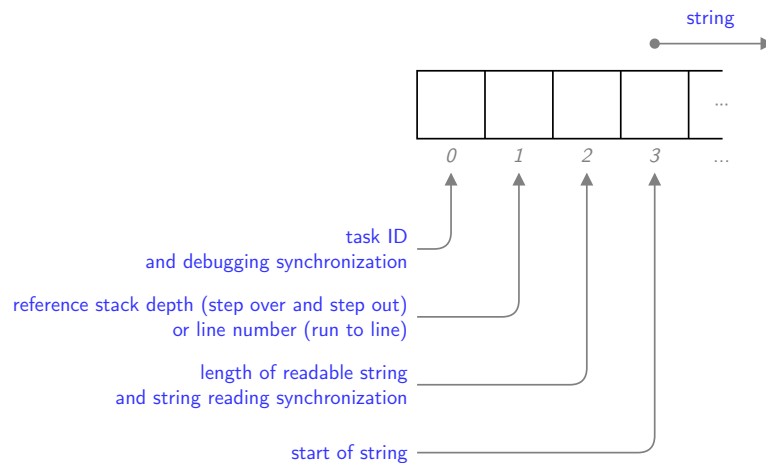 string
...
0 1 2 3 ...
task ID
and debugging synchronization
reference stack depth (step over and step out)
or line number (run to line)
length of readable string
and string reading synchronization
start of string